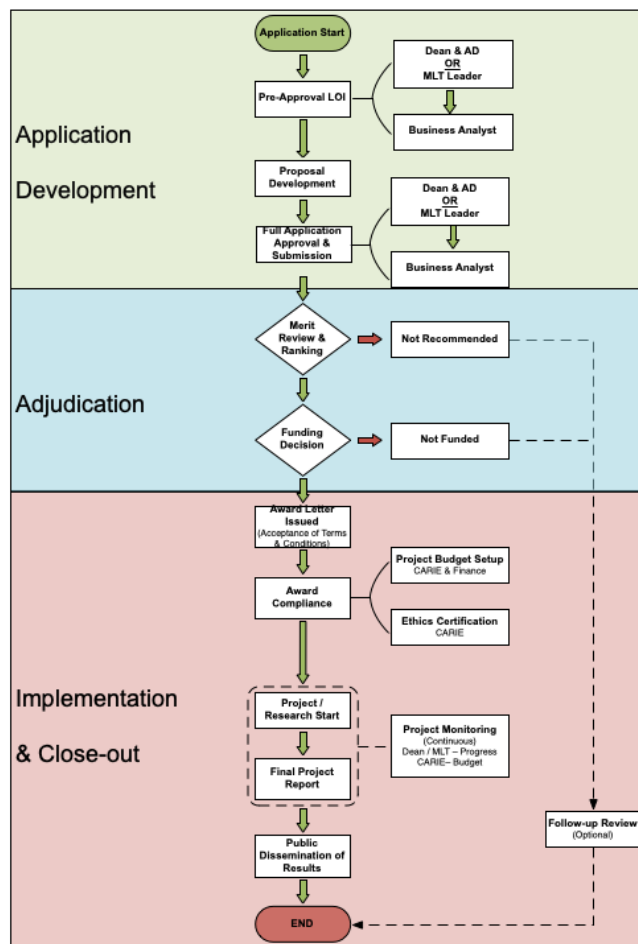 Application Start
Pre-Approval LOI
Dean & AD
OR
MLT Leader
Business Analyst
Application
Development
Proposal
Development
Full Application
Approval &
Submission
Dean & AD
OR
MLT Leader
Business Analyst
Adjudication
Merit
Review &
Ranking
Not Recommended
Funding
Decision
Not Funded
Implementation
& Close-out
Award Letter
Issued
(Acceptance of Terms
& Conditions)
Award
Compliance
Project Budget Setup
CARIE & Finance
Ethics Certification
CARIE
Project /
Research Start
Final Project
Report
Project Monitoring
(Continuous)
Dean / MLT – Progress
CARIE– Budget
Public
Dissemination of
Results
Follow-up Review
(Optional)
END